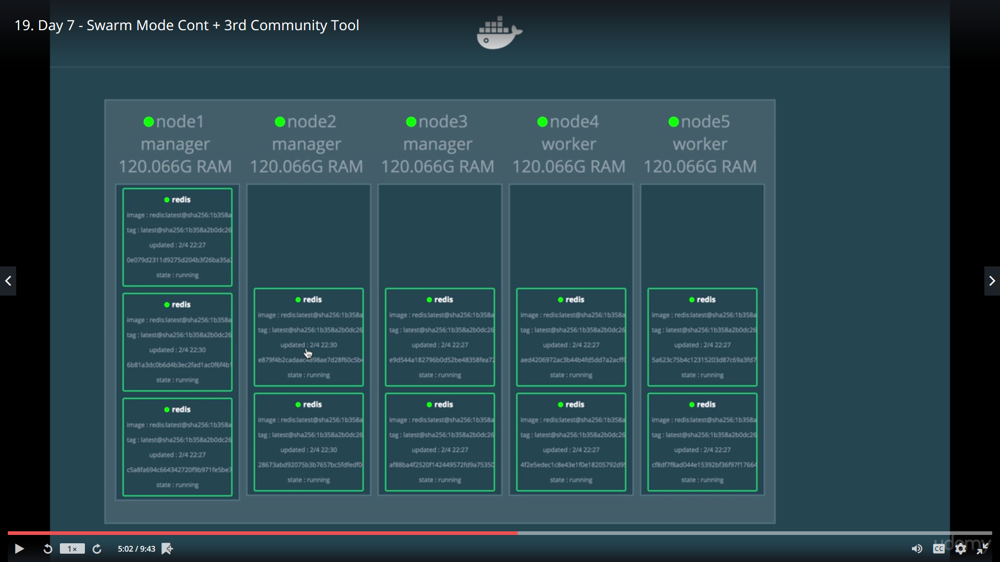 19. Day 7 - Swarm Mode Cont + 3rd Community Tool
node1
manager
120.066G RAM
redis
image : redis:latest@sha256:1b358a
tag : latest@sha256:1b358a2b0dc26
updated : 2/4 22:27
0e079d2311d9275d204b3f26ba35a
state : running
redis
image : redis:latest@sha256:1b358a
tag : latest@sha256:1b358a2b0dc26
updated : 2/4 22:30
6b81a3dc0b6d4b3ec2fad1ac0f6f4b
state : running
redis
image : redis:latest@sha256:1b358a
tag : latest@sha256:1b358a2b0dc26
updated : 2/4 22:27
c5a8fa694c664342720f9b971fe5be7
state : running
node2
manager
120.066G RAM
redis
image : redis:latest@sha256:1b358a
tag : latest@sha256:1b358a2b0dc26
updated : 2/4 22:30
state : running
redis
image : redis:latest@sha256:1b358a
tag : latest@sha256:1b358a2b0dc26
updated : 2/4 22:30
28673abd92075b3b7657bc5fdfedf0
state : running
node3
manager
120.066G RAM
redis
image : redis:latest@sha256:1b358a
tag : latest@sha256:1b358a2b0dc26
updated : 2/4 22:27
e9d544a182796b0d52be48358fea72
state : running
redis
image : redis:latest@sha256:1b358a
tag : latest@sha256:1b358a2b0dc26
updated : 2/4 22:27
af88ba4f2520f142449572fd9a75350
state : running
node4
worker
120.066G RAM
redis
image : redis:latest@sha256:1b358a
tag : latest@sha256:1b358a2b0dc26
updated : 2/4 22:27
aed4206972ac3b44b4fd5dd7a2acff
state : running
redis
image : redis:latest@sha256:1b358a
tag : latest@sha256:1b358a2b0dc26
updated : 2/4 22:27
4f2e5edec1c8e43e1f0e18205792d9
state : running
node5
worker
120.066G RAM
redis
image : redis:latest@sha256:1b358a
tag : latest@sha256:1b358a2b0dc26
updated : 2/4 22:27
5a623c75b4c12315203d87c69a3fd7
state : running
redis
image : redis:latest@sha256:1b358a
tag : latest@sha256:1b358a2b0dc26
updated : 2/4 22:27
cf8df7f8ad044e15392bf36f97f17664
state : running
1×
5:02 / 9:43
CC
udemy